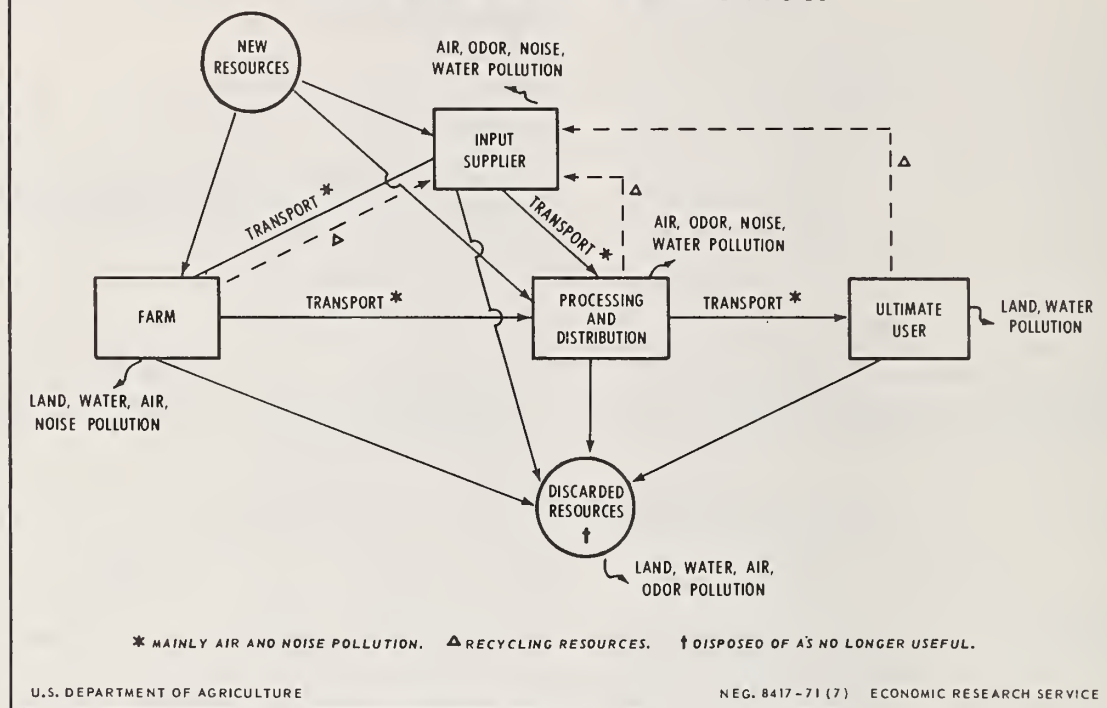 NEW
RESOURCES
AIR, ODOR, NOISE,
WATER POLLUTION
INPUT
SUPPLIER
Δ
TRANSPORT *
Δ
Δ
TRANSPORT *
AIR, ODOR, NOISE,
WATER POLLUTION
FARM
TRANSPORT *
PROCESSING
AND
DISTRIBUTION
TRANSPORT *
ULTIMATE
USER
LAND, WATER
POLLUTION
LAND, WATER, AIR,
NOISE POLLUTION
DISCARDED
RESOURCES
†
LAND, WATER, AIR,
ODOR POLLUTION
* MAINLY AIR AND NOISE POLLUTION. Δ RECYCLING RESOURCES. † DISPOSED OF AS NO LONGER USEFUL.
U.S. DEPARTMENT OF AGRICULTURE NEG. 8417-71 (7) ECONOMIC RESEARCH SERVICE